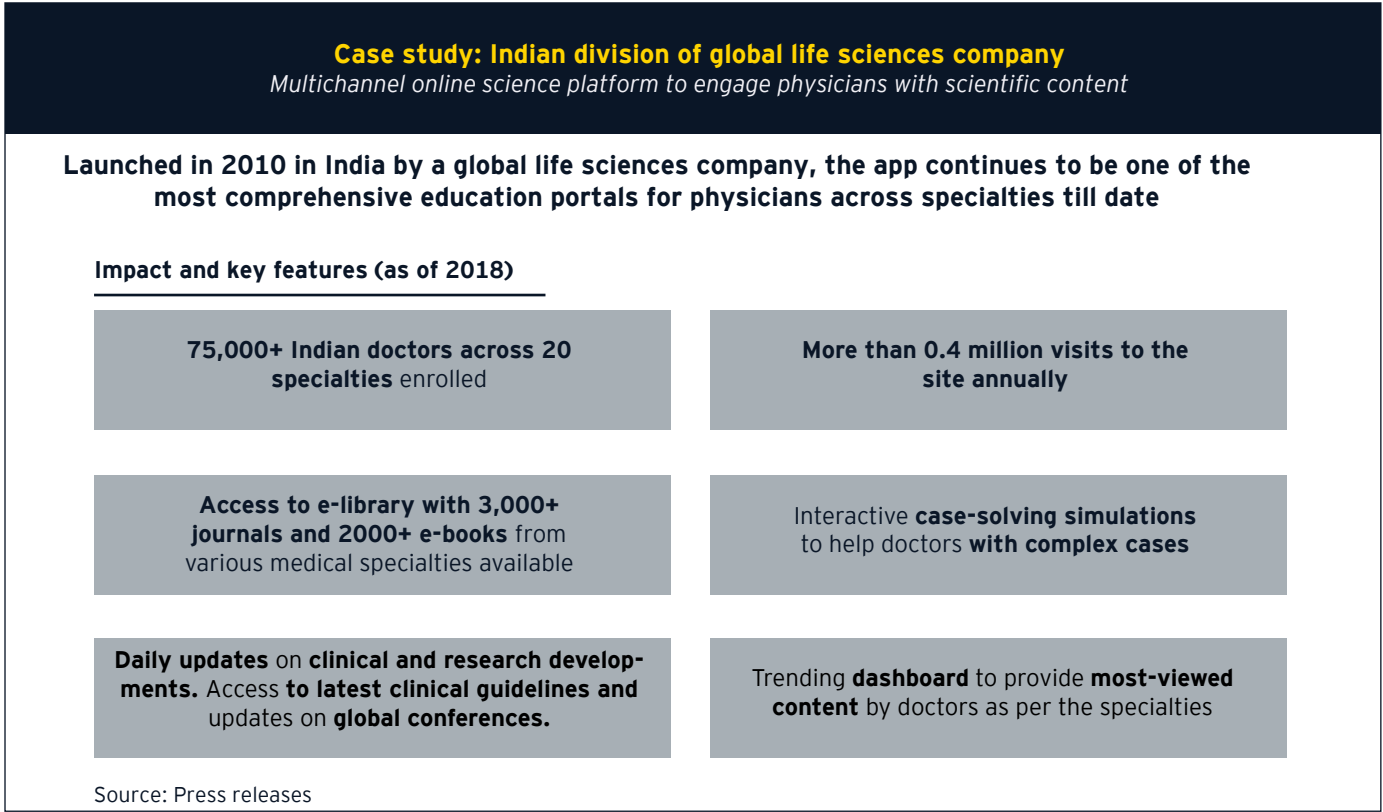 Case study: Indian division of global life sciences company
Multichannel online science platform to engage physicians with scientific content
Launched in 2010 in India by a global life sciences company, the app continues to be one of the
most comprehensive education portals for physicians across specialties till date
Impact and key features (as of 2018)
75,000+ Indian doctors across 20
specialties enrolled
More than 0.4 million visits to the
site annually
Access to e-library with 3,000+
journals and 2000+ e-books from
various medical specialties available
Interactive case-solving simulations
to help doctors with complex cases
Daily updates on clinical and research develop-
ments. Access to latest clinical guidelines and
updates on global conferences.
Trending dashboard to provide most-viewed
content by doctors as per the specialties
Source: Press releases